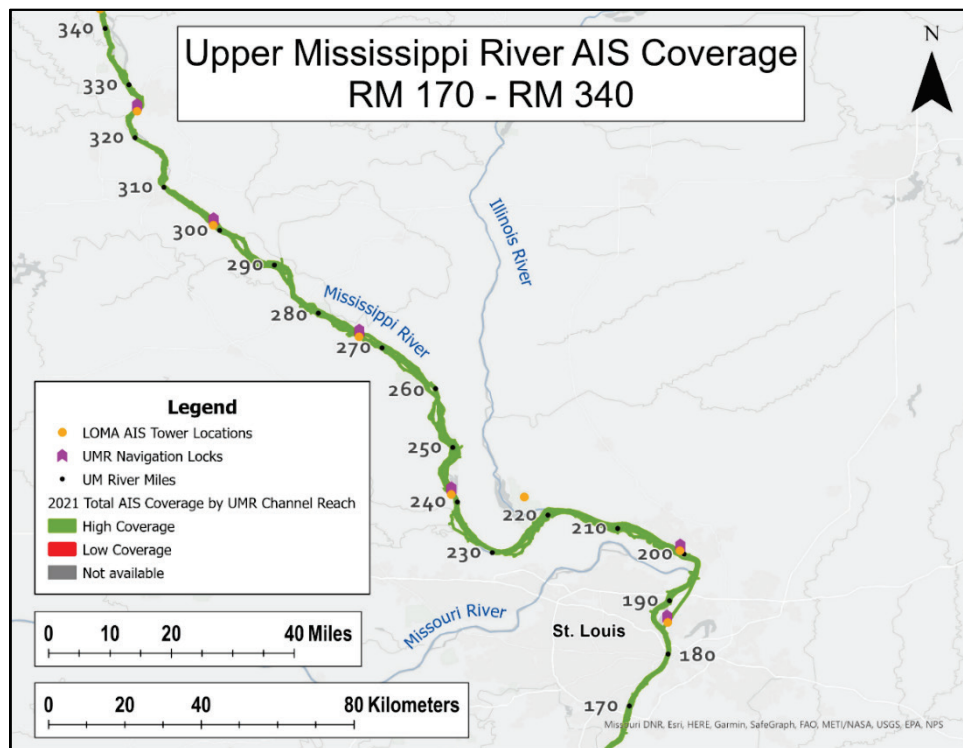 Upper Mississippi River AIS Coverage
RM 170 - RM 340
N
340
330
320
310
300
290
280
Mississippi River
Illinois River
270
260
250
240
230
220
210
200
190
180
170
Missouri River
St. Louis
Legend
LOMA AIS Tower Locations
UMR Navigation Locks
UM River Miles
2021 Total AIS Coverage by UMR Channel Reach
High Coverage
Low Coverage
Not available
0 10 20 40 Miles
0 20 40 80 Kilometers
Missouri DNR, Esri, HERE, Garmin, SafeGraph, FAO, METI/NASA, USGS, EPA, NPS